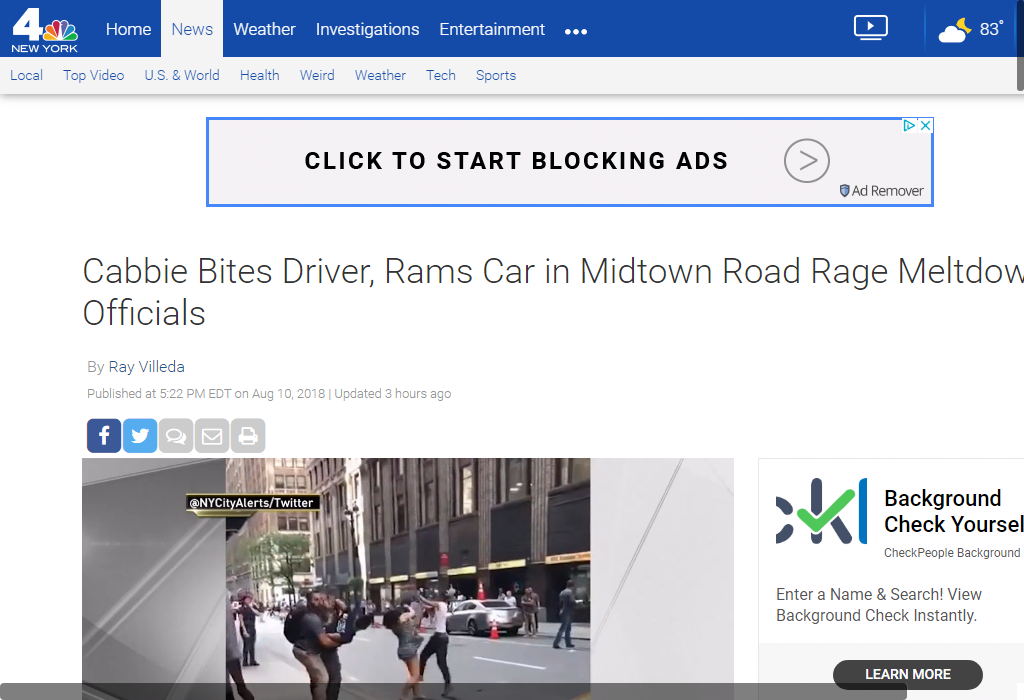 4
NEW YORK
Home
News
Weather
Investigations
Entertainment
83°
Local
Top Video
U.S. & World
Health
Weird
Weather
Tech
Sports
CLICK TO START BLOCKING ADS
Ad Remover
Cabbie Bites Driver, Rams Car in Midtown Road Rage Meltdow
Officials
By Ray Villeda
Published at 5:22 PM EDT on Aug 10, 2018 | Updated 3 hours ago
@NYCityAlerts/Twitter
Background
Check Yoursel
CheckPeople Background
Enter a Name & Search! View
Background Check Instantly.
LEARN MORE